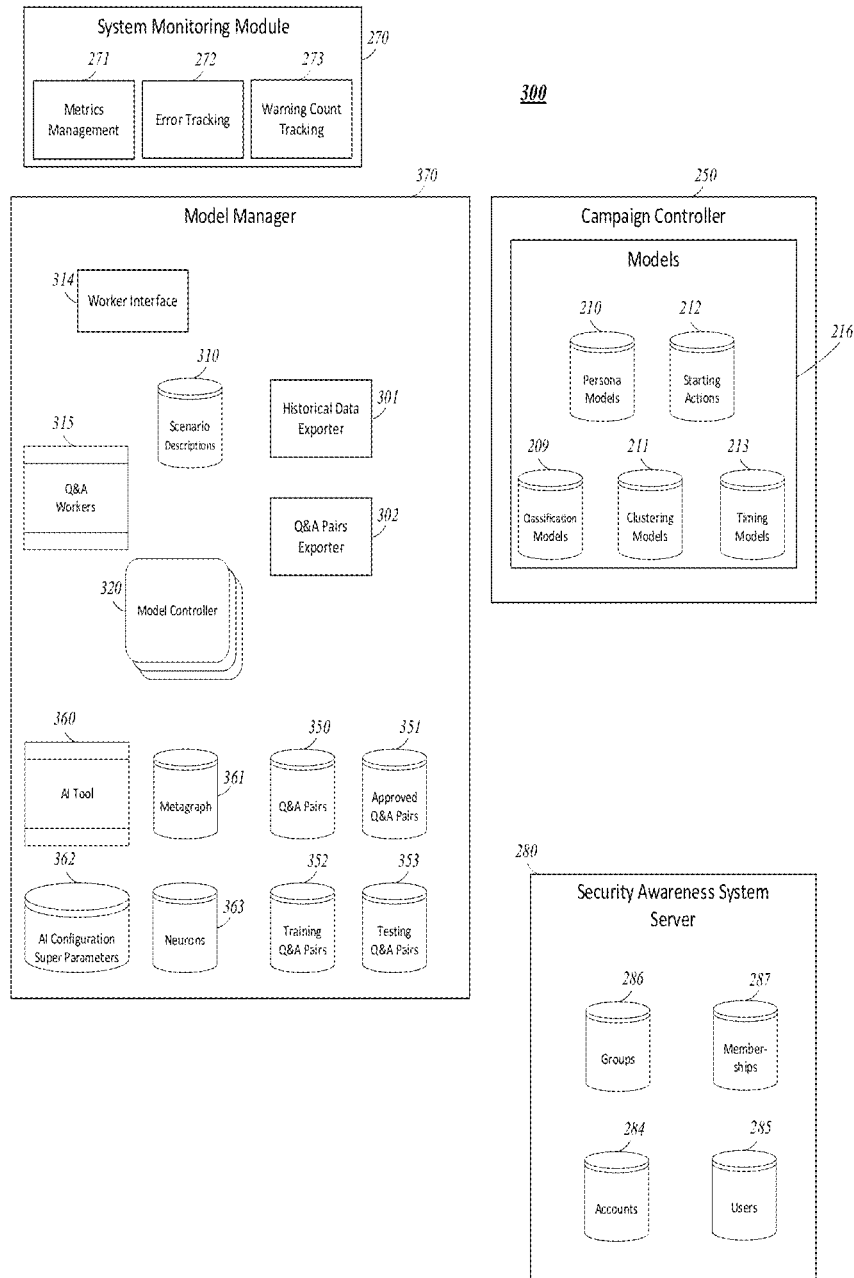 System Monitoring Module
270
271
272
273
Metrics
Management
Error Tracking
Warning Count
Tracking
300
370
Model Manager
314
Worker Interface
310
Scenario
Descriptions
Historical Data
Exporter
301
315
Q&A
Workers
Q&A Pairs
Exporter
302
320
Model Controller
360
AI Tool
Metagraph
361
350
Q&A Pairs
351
Approved
Q&A Pairs
362
AI Configuration
Super Parameters
Neurons
363
352
Training
Q&A Pairs
353
Testing
Q&A Pairs
250
Campaign Controller
Models
216
210
Persona
Models
212
Starting
Actions
209
Classification
Models
211
Clustering
Models
213
Timing
Models
280
Security Awareness System
Server
286
Groups
287
Member-
ships
284
Accounts
285
Users